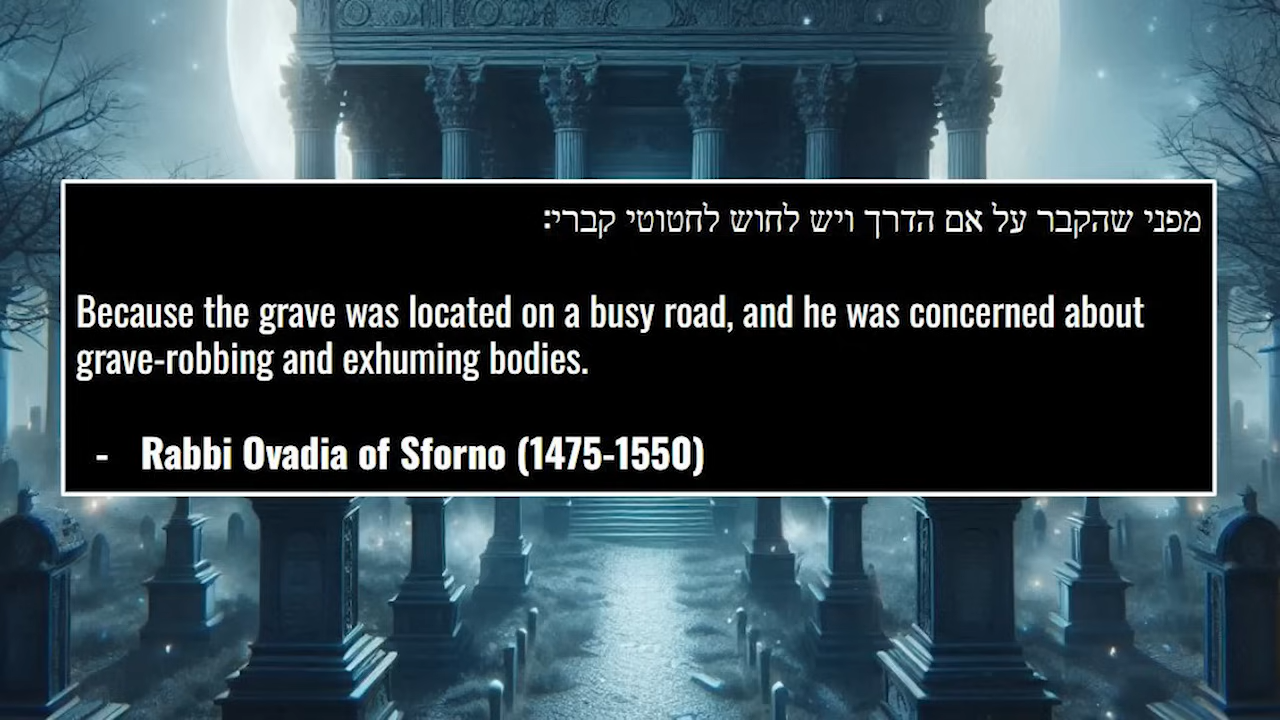 מפני שהקבר על אם הדרך ויש לחוש לחטוטי קברי:
Because the grave was located on a busy road, and he was concerned about
grave-robbing and exhuming bodies.
- Rabbi Ovadia of Sforno (1475-1550)